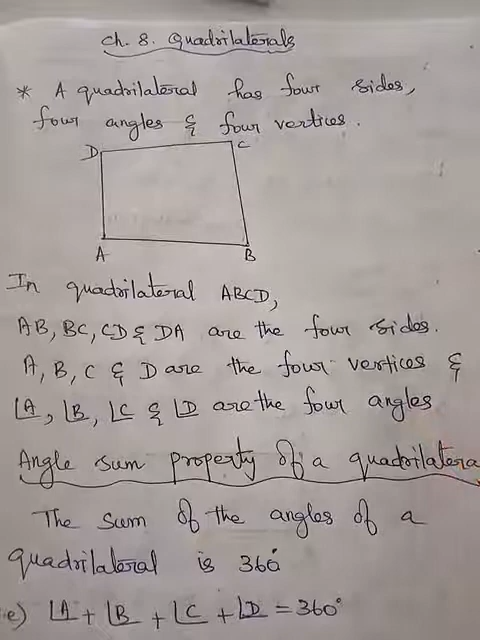 Ch. 8. Quadrilaterals
* A quadrilateral has four sides,
four angles & four vertices.
D C
A B
In quadrilateral ABCD,
AB, BC, CD & DA are the four sides.
A, B, C & D are the four vertices &
∠A, ∠B, ∠C & ∠D are the four angles
Angle sum property of a quadrilatera
The sum of the angles of a
quadrilateral is 360°
e) ∠A + ∠B + ∠C + ∠D = 360°